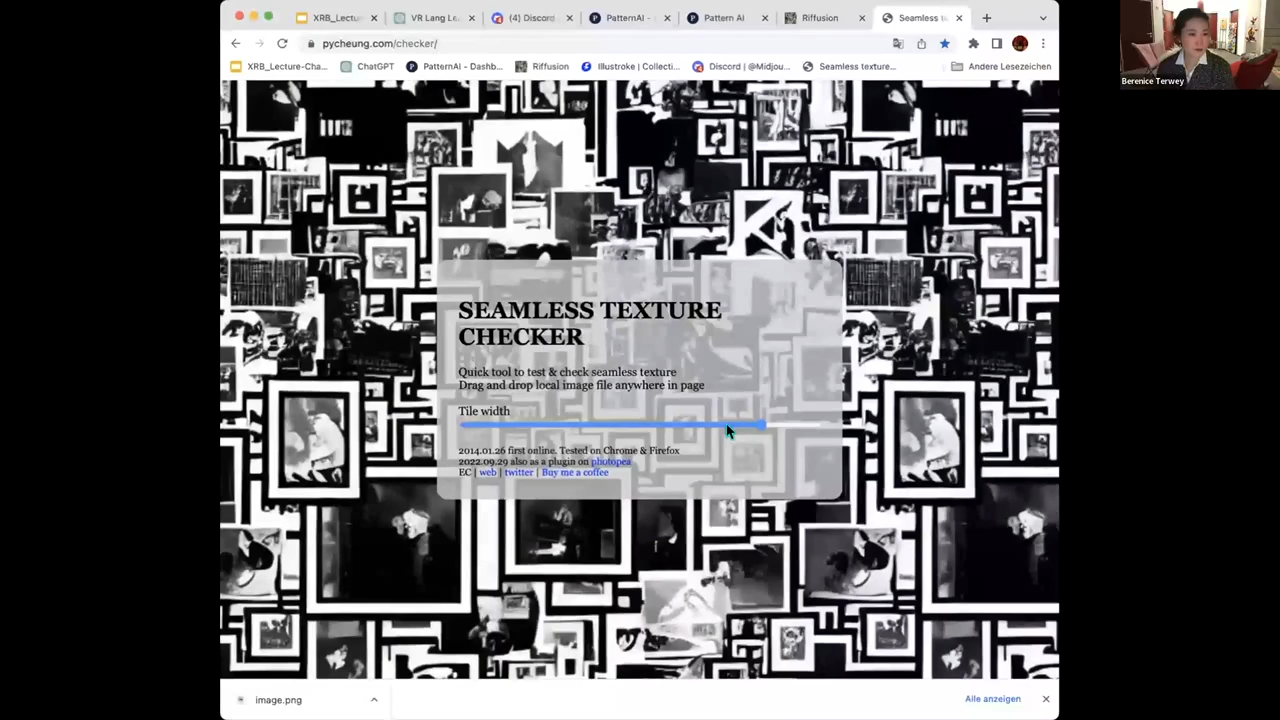 XRB_Lectur
VR Lang Le
(4) Discord
PatternAI -
Pattern AI
Riffusion
Seamless te
pycheung.com/checker/
XRB_Lecture-Cha...
ChatGPT
PatternAI - Dashb...
Riffusion
Illustroke | Collecti...
Discord | @Midjou...
Seamless texture...
Andere Lesezeichen
Berenice Terwey
SEAMLESS TEXTURE
CHECKER
Quick tool to test & check seamless texture
Drag and drop local image file anywhere in page
Tile width
2014.01.26 first online. Tested on Chrome & Firefox
2022.09.29 also as a plugin on photopea
EC | web | twitter | Buy me a coffee
image.png
Alle anzeigen